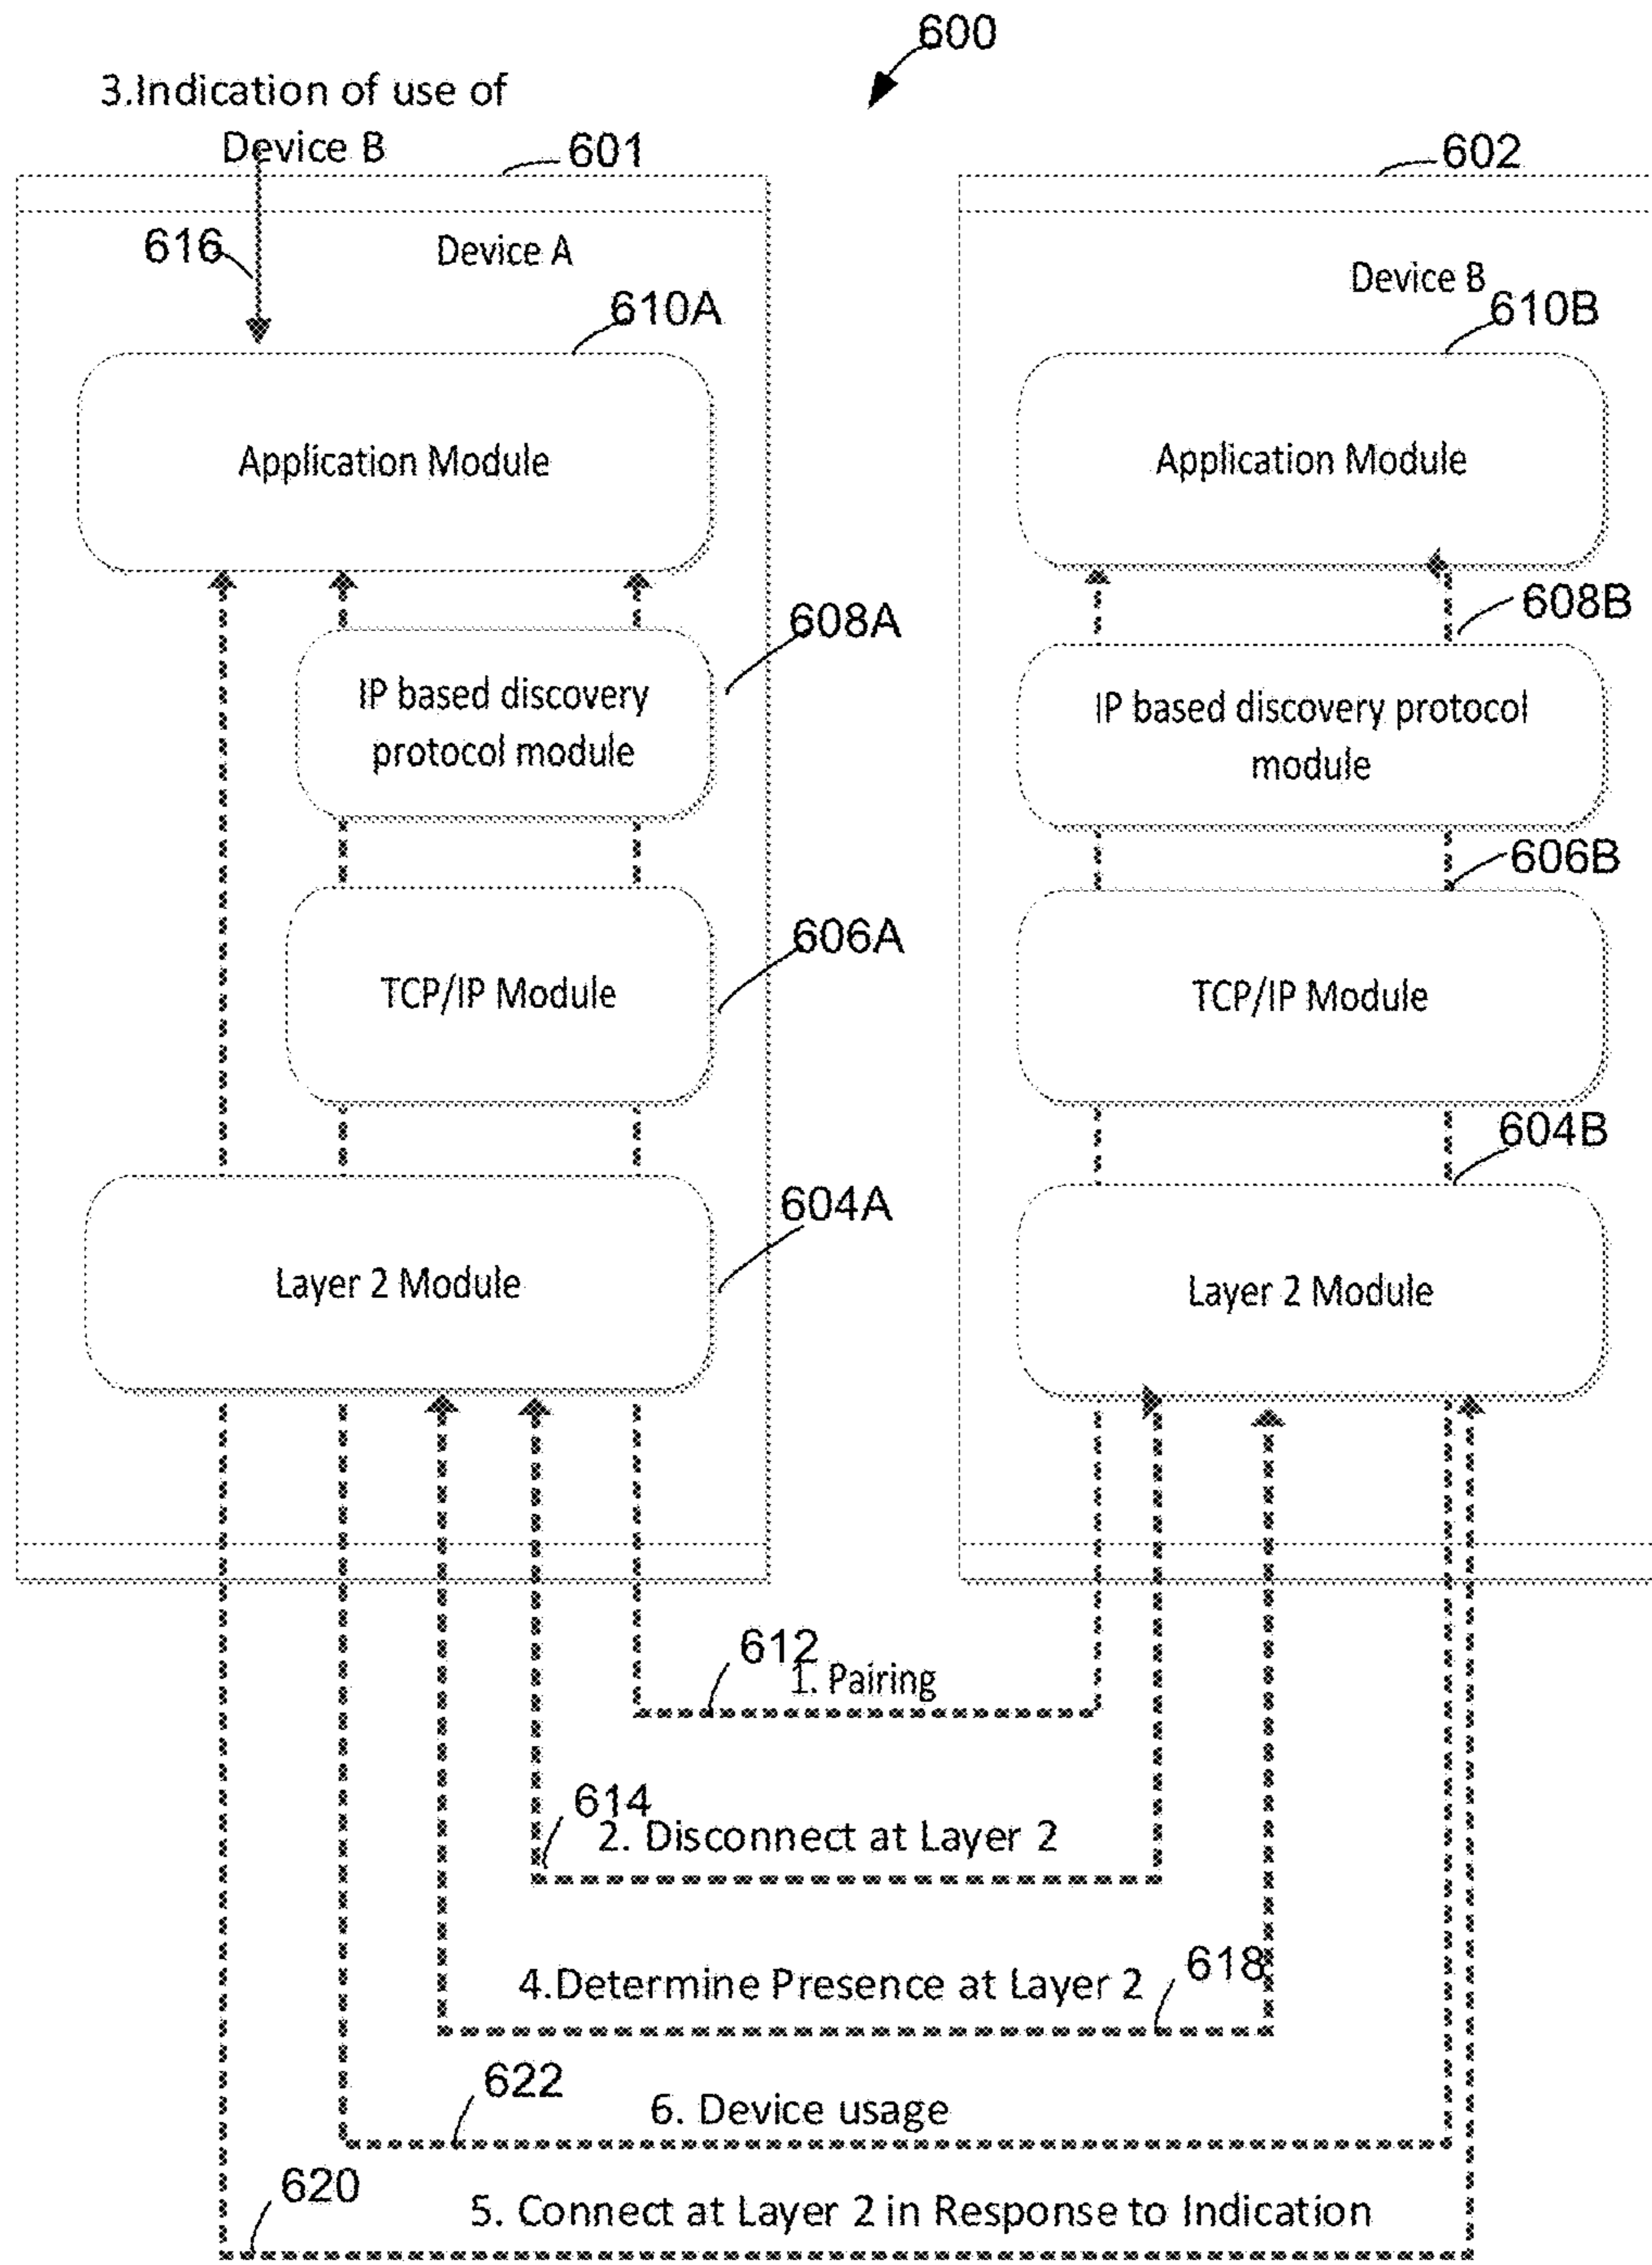 600
3.Indication of use of
Device B
601
602
616
Device A
Device B
610A
610B
Application Module
Application Module
608A
608B
IP based discovery
protocol module
IP based discovery protocol
module
606B
606A
TCP/IP Module
TCP/IP Module
604B
604A
Layer 2 Module
Layer 2 Module
612
1. Pairing
614
2. Disconnect at Layer 2
618
4.Determine Presence at Layer 2
622
6. Device usage
620
5. Connect at Layer 2 in Response to Indication